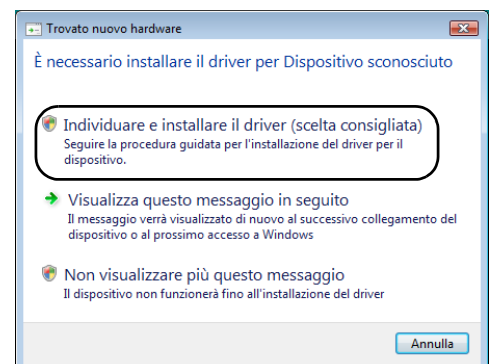 Trovato nuovo hardware
È necessario installare il driver per Dispositivo sconosciuto
Individuare e installare il driver (scelta consigliata)
Seguire la procedura guidata per l'installazione del driver per il
dispositivo.
Visualizza questo messaggio in seguito
Il messaggio verrà visualizzato di nuovo al successivo collegamento del
dispositivo o al prossimo accesso a Windows
Non visualizzare più questo messaggio
Il dispositivo non funzionerà fino all'installazione del driver
Annulla